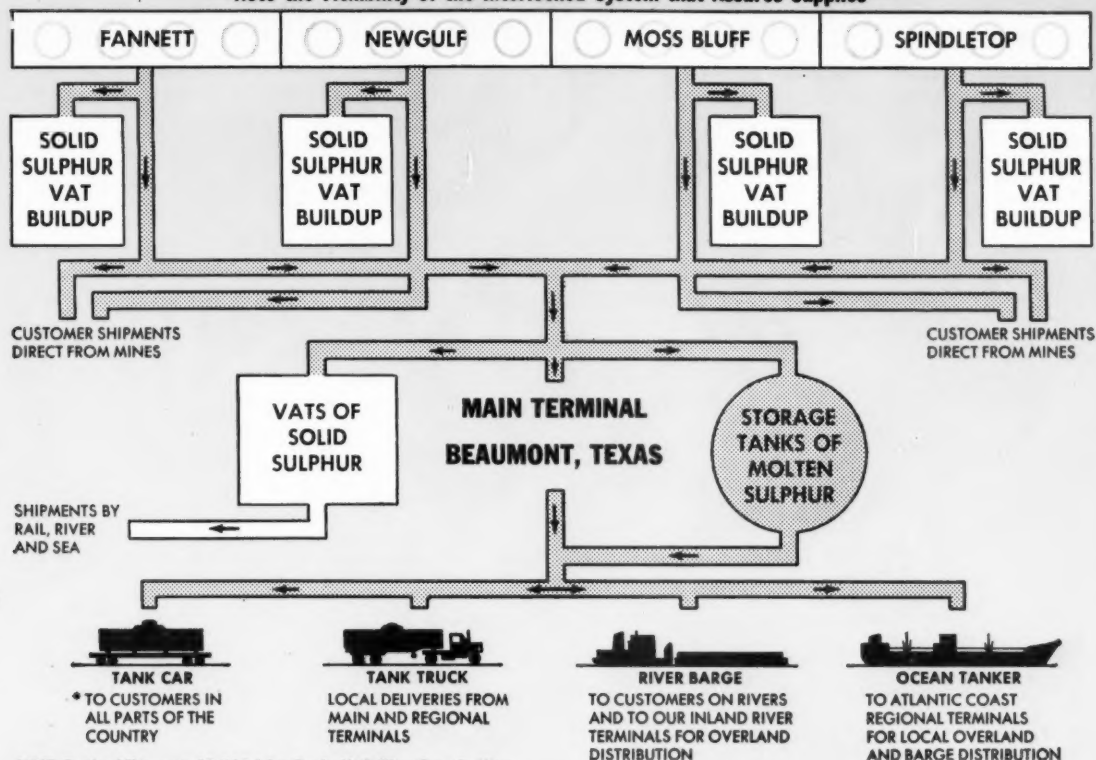 FANNETT
NEWGULF
MOSS BLUFF
SPINDLETOP
SOLID
SULPHUR
VAT
BUILDUP
SOLID
SULPHUR
VAT
BUILDUP
SOLID
SULPHUR
VAT
BUILDUP
SOLID
SULPHUR
VAT
BUILDUP
CUSTOMER SHIPMENTS
DIRECT FROM MINES
CUSTOMER SHIPMENTS
DIRECT FROM MINES
VATS OF
SOLID
SULPHUR
MAIN TERMINAL
BEAUMONT, TEXAS
STORAGE
TANKS OF
MOLTEN
SULPHUR
SHIPMENTS BY
RAIL, RIVER
AND SEA
TANK CAR
* TO CUSTOMERS IN
ALL PARTS OF THE
COUNTRY
TANK TRUCK
LOCAL DELIVERIES FROM
MAIN AND REGIONAL
TERMINALS
RIVER BARGE
TO CUSTOMERS ON RIVERS
AND TO OUR INLAND RIVER
TERMINALS FOR OVERLAND
DISTRIBUTION
OCEAN TANKER
TO ATLANTIC COAST
REGIONAL TERMINALS
FOR LOCAL OVERLAND
AND BARGE DISTRIBUTION